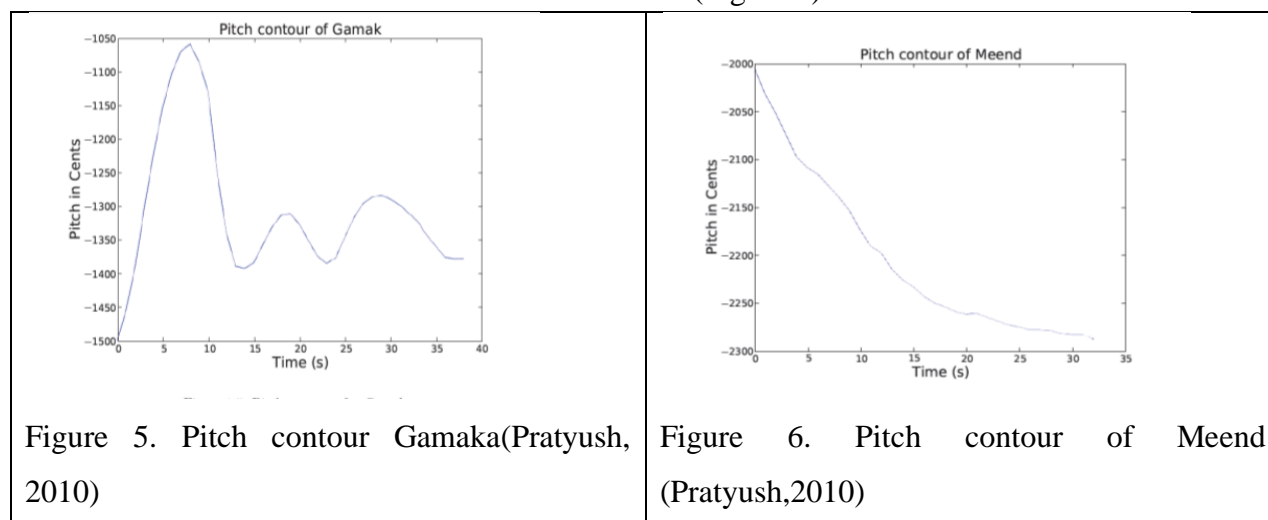 Pitch contour of Gamak
−1050
−1100
−1150
−1200
−1250
−1300
−1350
−1400
−1450
−1500
Pitch in Cents
0 5 10 15 20 25 30 35 40
Time (s)
Figure 5. Pitch contour Gamaka(Pratyush,
2010)
Pitch contour of Meend
−2000
−2050
−2100
−2150
−2200
−2250
−2300
Pitch in Cents
0 5 10 15 20 25 30 35
Time (s)
Figure 6. Pitch contour of Meend
(Pratyush,2010)